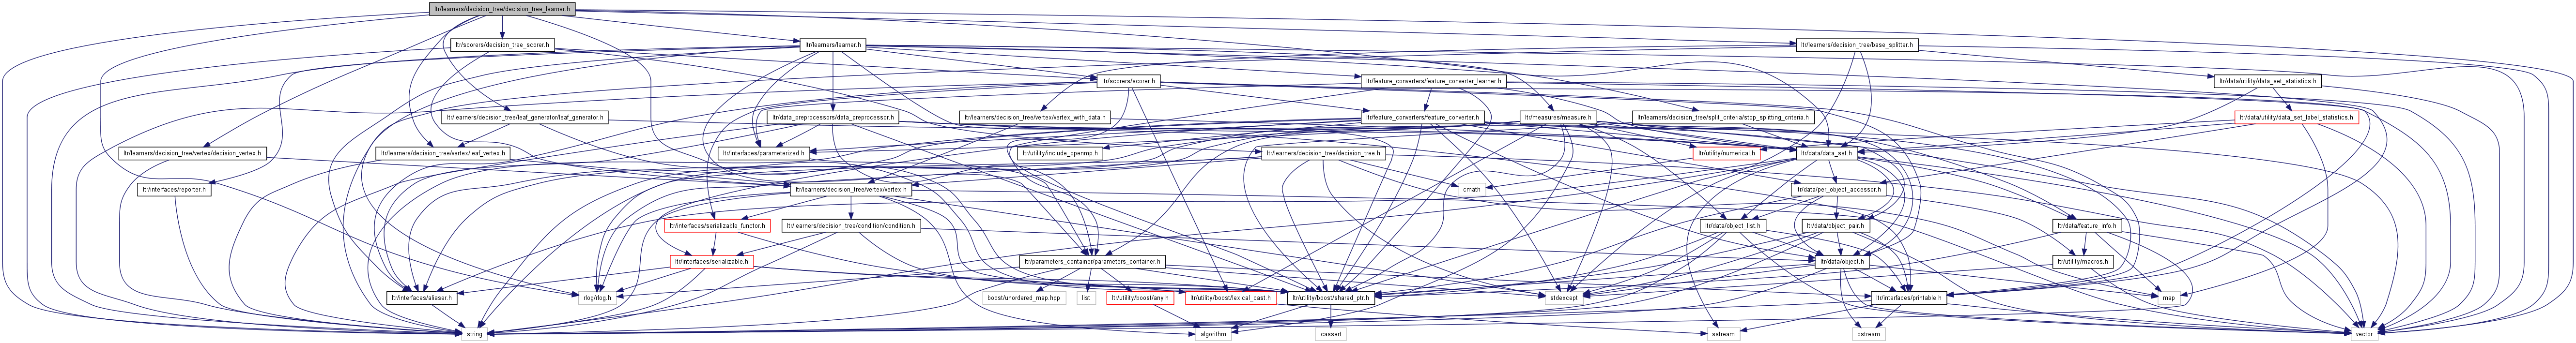 ltr/learners/decision_tree/decision_tree_learner.h
ltr/scorers/decision_tree_scorer.h
ltr/learners/learner.h
ltr/learners/decision_tree/base_splitter.h
ltr/scorers/scorer.h
ltr/feature_converters/feature_converter_learner.h
ltr/data/utility/data_set_statistics.h
ltr/learners/decision_tree/leaf_generator/leaf_generator.h
ltr/data_preprocessors/data_preprocessor.h
ltr/learners/decision_tree/vertex/vertex_with_data.h
ltr/feature_converters/feature_converter.h
ltr/measures/measure.h
ltr/learners/decision_tree/split_criteria/stop_splitting_criteria.h
ltr/data/utility/data_set_label_statistics.h
ltr/learners/decision_tree/vertex/decision_vertex.h
ltr/learners/decision_tree/vertex/leaf_vertex.h
ltr/interfaces/parameterized.h
ltr/utility/include_openmp.h
ltr/learners/decision_tree/decision_tree.h
ltr/utility/numerical.h
ltr/data/data_set.h
ltr/interfaces/reporter.h
ltr/learners/decision_tree/vertex/vertex.h
cmath
ltr/data/per_object_accessor.h
ltr/interfaces/serializable_functor.h
ltr/learners/decision_tree/condition/condition.h
ltr/data/object_list.h
ltr/data/object_pair.h
ltr/data/feature_info.h
ltr/interfaces/serializable.h
ltr/parameters_container/parameters_container.h
ltr/data/object.h
ltr/utility/macros.h
ltr/interfaces/aliaser.h
rlog/rlog.h
boost/unordered_map.hpp
list
ltr/utility/boost/any.h
ltr/utility/boost/lexical_cast.h
ltr/utility/boost/shared_ptr.h
stdexcept
ltr/interfaces/printable.h
map
string
algorithm
cassert
sstream
ostream
vector